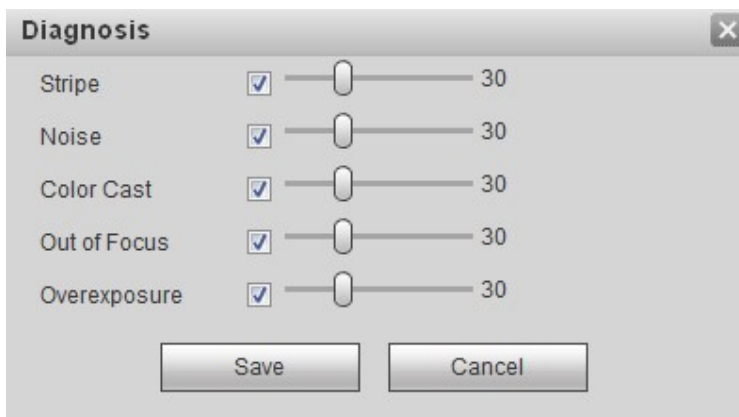 Diagnosis
Stripe 30
Noise 30
Color Cast 30
Out of Focus 30
Overexposure 30
Save Cancel